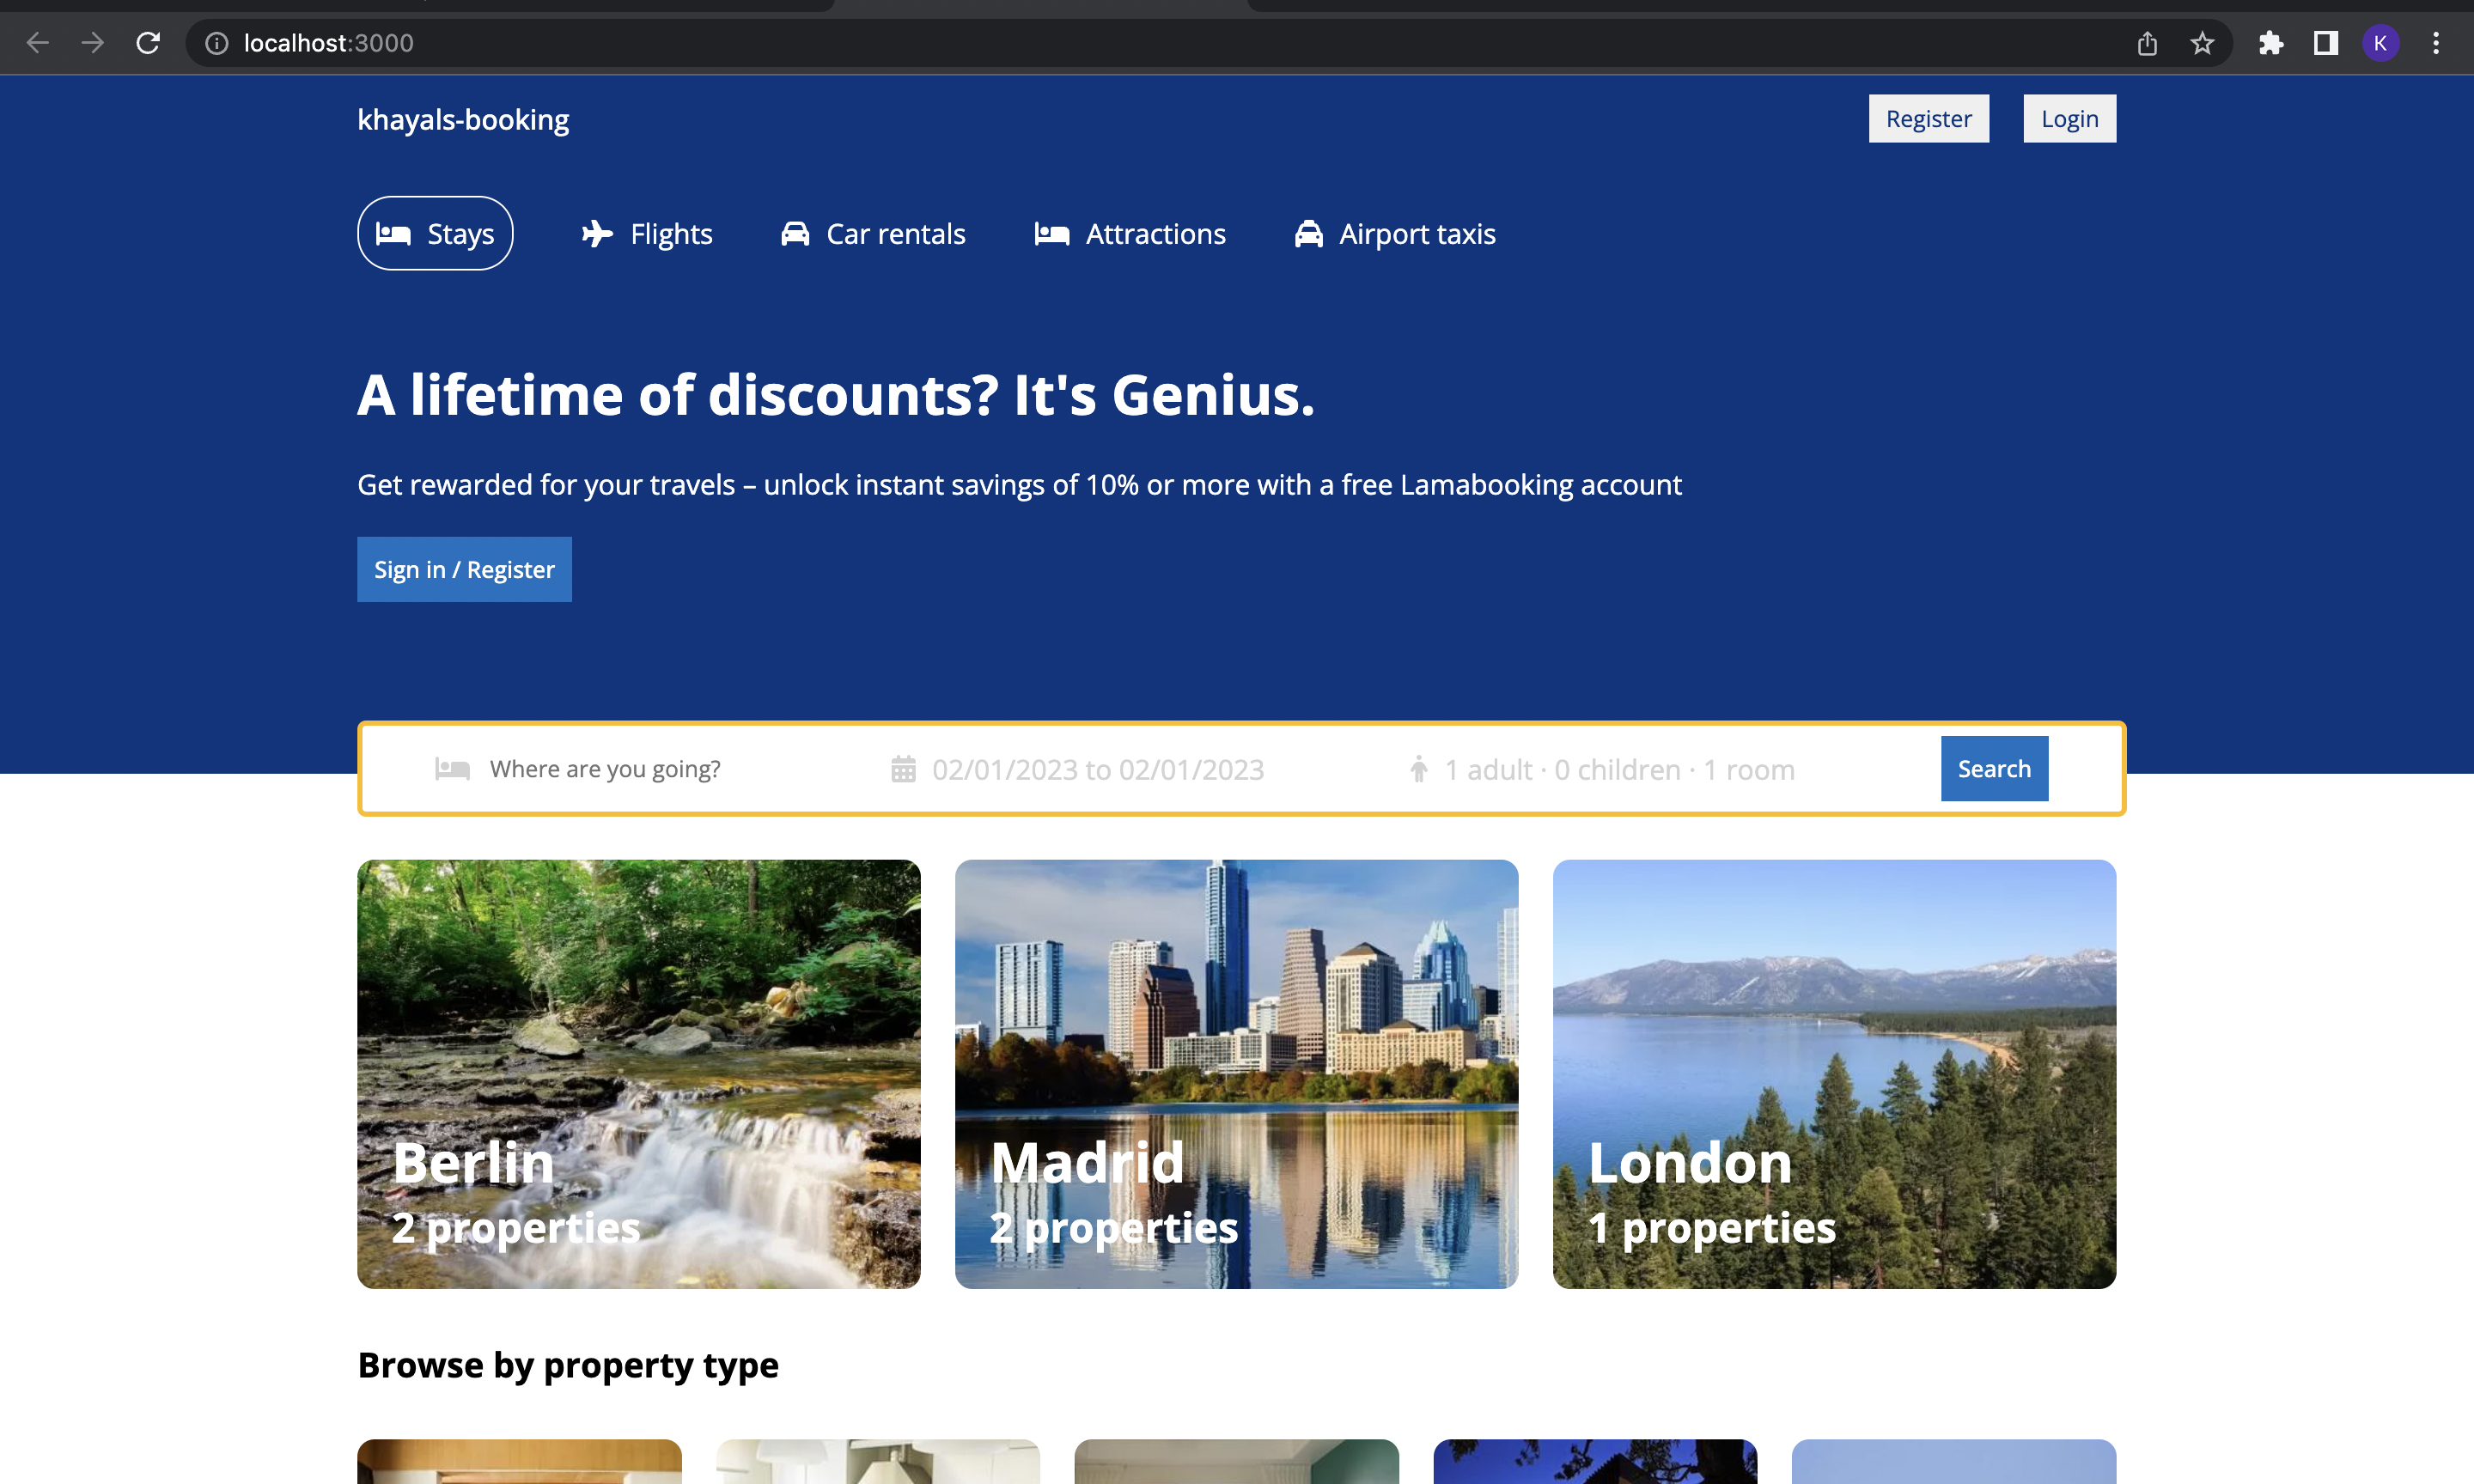 localhost:3000
K
khayals-booking
Register
Login
Stays
Flights
Car rentals
Attractions
Airport taxis
A lifetime of discounts? It's Genius.
Get rewarded for your travels – unlock instant savings of 10% or more with a free Lamabooking account
Sign in / Register
Where are you going?
02/01/2023 to 02/01/2023
1 adult · 0 children · 1 room
Search
Berlin
2 properties
Madrid
2 properties
London
1 properties
Browse by property type